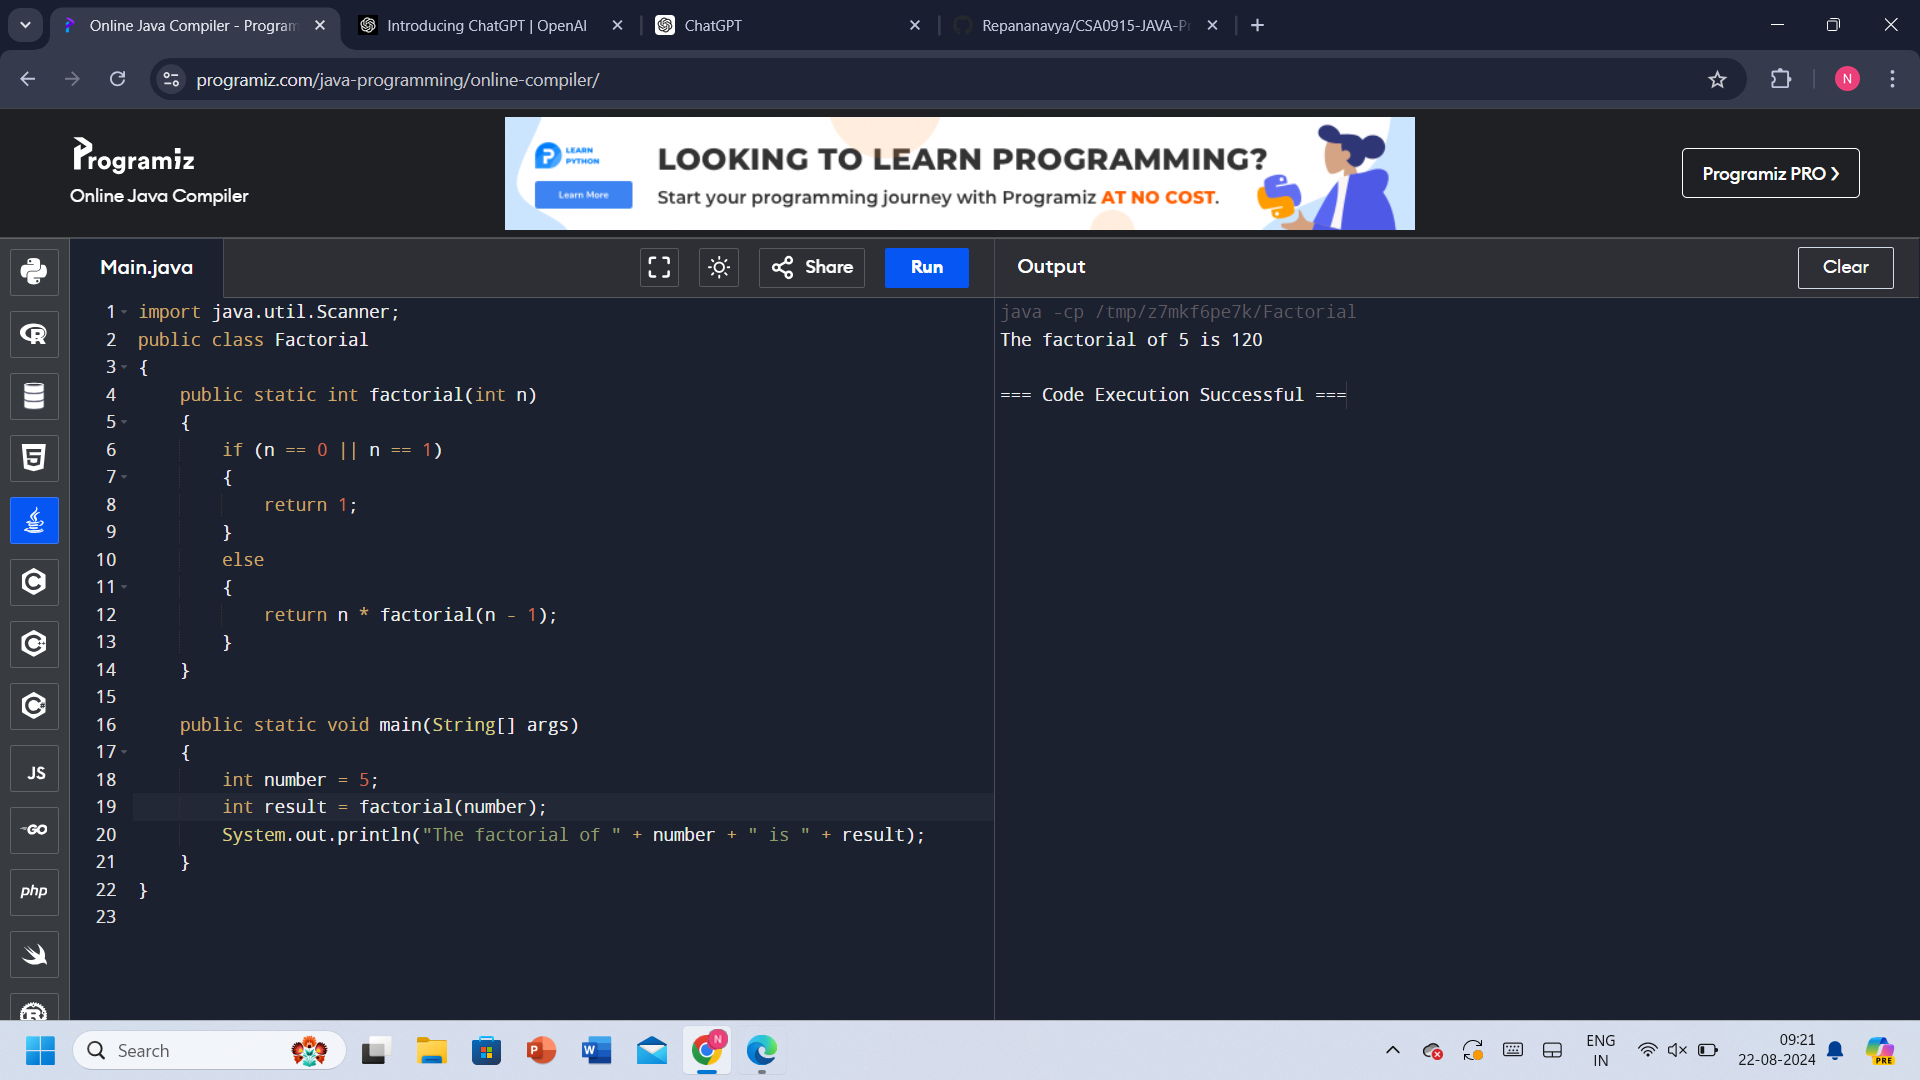 Online Java Compiler - Program
Introducing ChatGPT | OpenAI
ChatGPT
Repananavya/CSA0915-JAVA-Pr
programiz.com/java-programming/online-compiler/
N
Programiz
Online Java Compiler
LEARN
PYTHON
Learn More
LOOKING TO LEARN PROGRAMMING?
Start your programming journey with Programiz AT NO COST.
Programiz PRO ❯
Main.java
Share
Run
Output
Clear
1 import java.util.Scanner;
2 public class Factorial
3 {
4     public static int factorial(int n)
5     {
6         if (n == 0 || n == 1)
7         {
8             return 1;
9         }
10         else
11         {
12             return n * factorial(n - 1);
13         }
14     }
15
16     public static void main(String[] args)
17     {
18         int number = 5;
19         int result = factorial(number);
20         System.out.println("The factorial of " + number + " is " + result);
21     }
22 }
23
java -cp /tmp/z7mkf6pe7k/Factorial
The factorial of 5 is 120
=== Code Execution Successful ===
JS
GO
php
Search
N
ENG
IN
09:21
22-08-2024
PRE